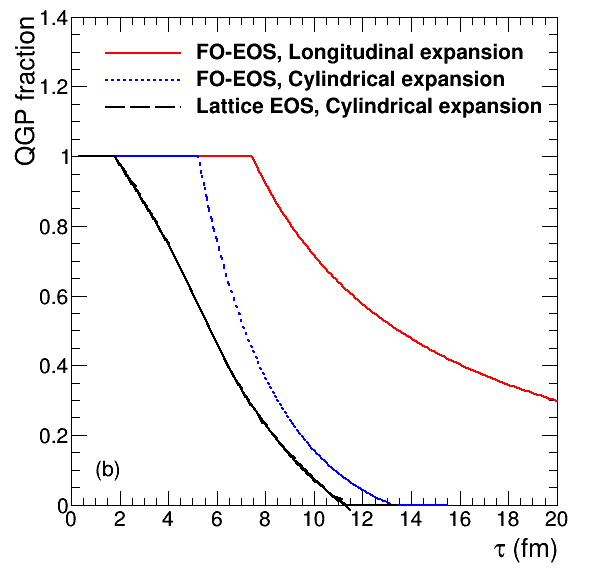 1.4
1.2
1
0.8
0.6
0.4
0.2
0
QGP fraction
FO-EOS, Longitudinal expansion
FO-EOS, Cylindrical expansion
Lattice EOS, Cylindrical expansion
(b)
0 2 4 6 8 10 12 14 16 18 20
τ (fm)